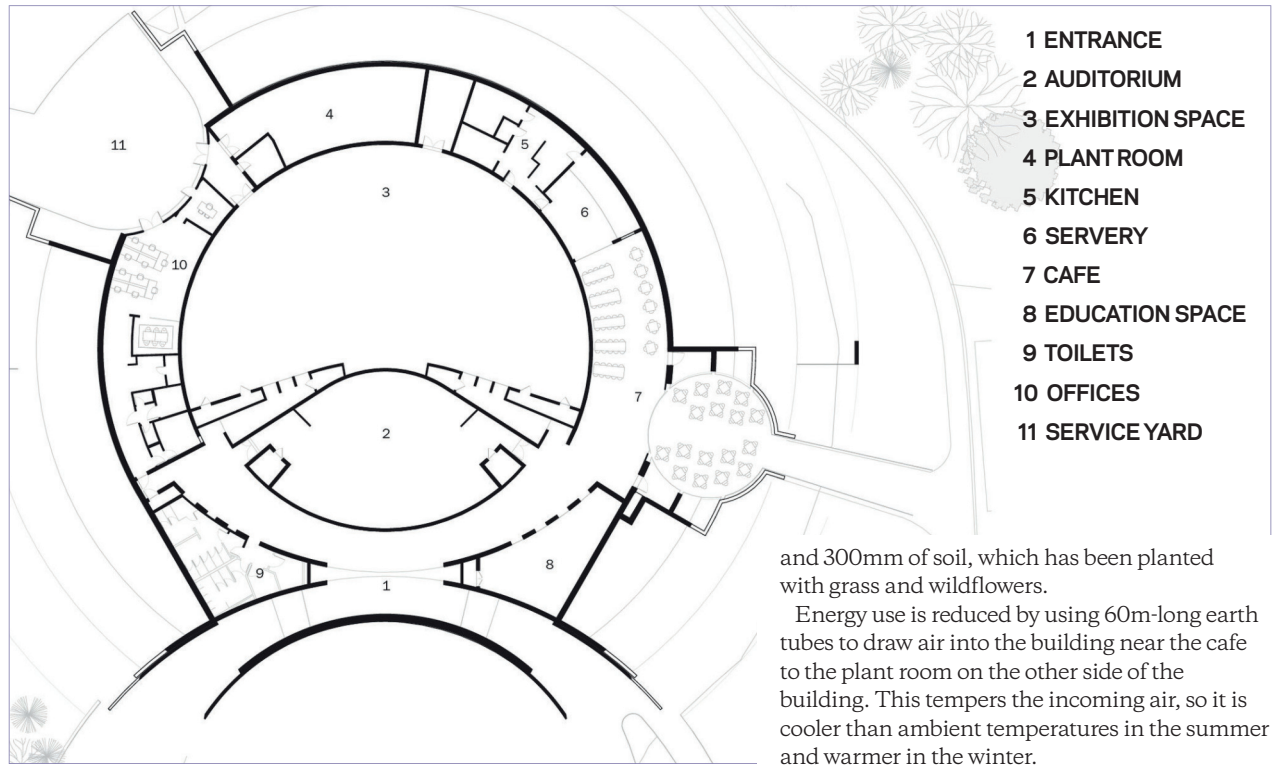 1 ENTRANCE
2 AUDITORIUM
3 EXHIBITION SPACE
4 PLANT ROOM
5 KITCHEN
6 SERVERY
7 CAFE
8 EDUCATION SPACE
9 TOILETS
10 OFFICES
11 SERVICE YARD
4
11
5
3
6
10
7
2
9
8
1
and 300mm of soil, which has been planted
with grass and wildflowers.
Energy use is reduced by using 60m-long earth
tubes to draw air into the building near the cafe
to the plant room on the other side of the
building. This tempers the incoming air, so it is
cooler than ambient temperatures in the summer
and warmer in the winter.